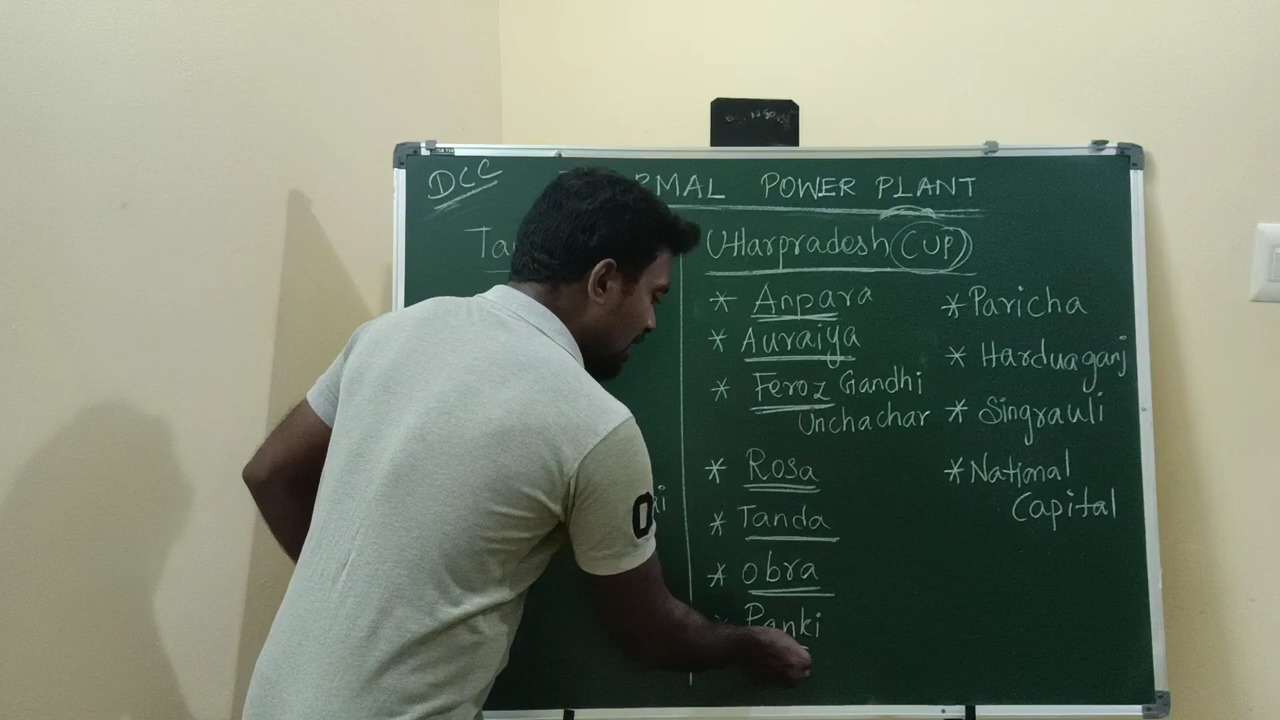 DCC
POWER PLANT
Uttarpradesh (UP)
* Anpara
* Auraiya
* Feroz Gandhi
Unchachar
* Rosa
* Tanda
* obra
* Panki
* Paricha
* Harduaganj
* Singrauli
* National
Capital
0